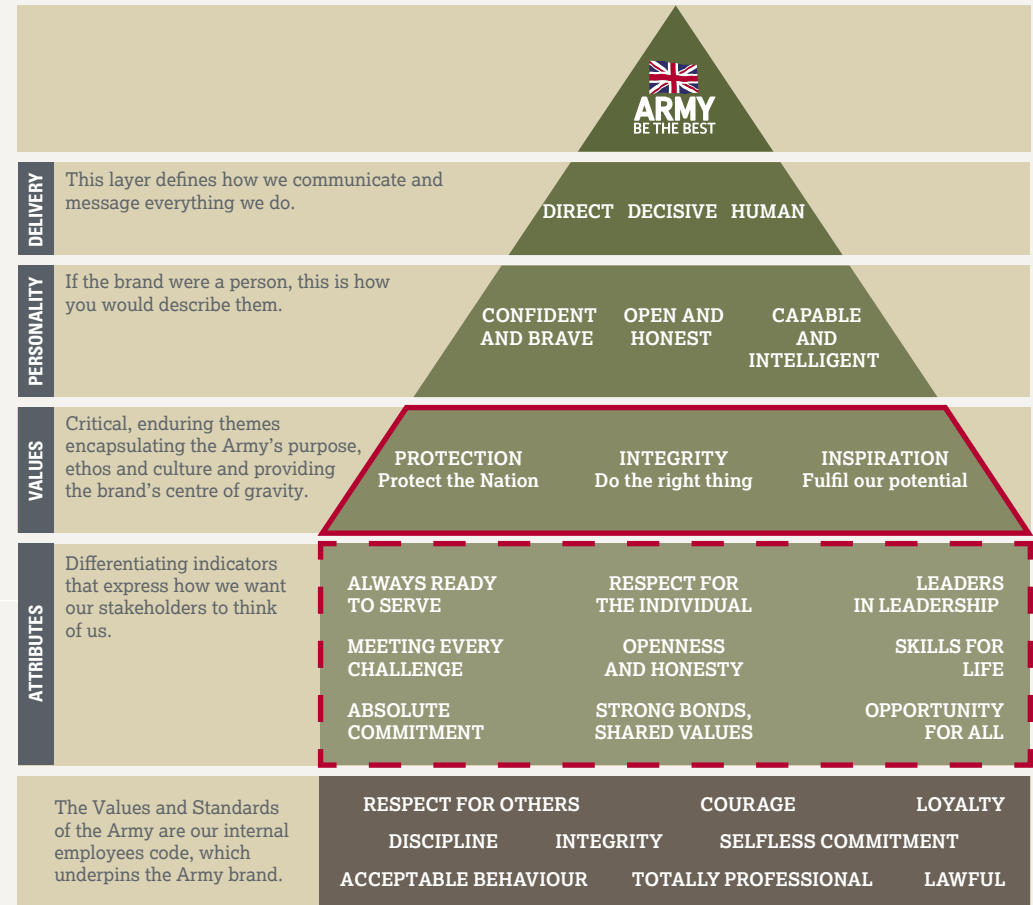 ARMY
BE THE BEST
DELIVERY
This layer defines how we communicate and
message everything we do.
DIRECT DECISIVE HUMAN
PERSONALITY
If the brand were a person, this is how
you would describe them.
CONFIDENT
AND BRAVE
OPEN AND
HONEST
CAPABLE
AND
INTELLIGENT
VALUES
Critical, enduring themes
encapsulating the Army's purpose,
ethos and culture and providing
the brand's centre of gravity.
PROTECTION
Protect the Nation
INTEGRITY
Do the right thing
INSPIRATION
Fulfil our potential
ATTRIBUTES
Differentiating indicators
that express how we want
our stakeholders to think
of us.
ALWAYS READY
TO SERVE
RESPECT FOR
THE INDIVIDUAL
LEADERS
IN LEADERSHIP
MEETING EVERY
CHALLENGE
OPENNESS
AND HONESTY
SKILLS FOR
LIFE
ABSOLUTE
COMMITMENT
STRONG BONDS,
SHARED VALUES
OPPORTUNITY
FOR ALL
The Values and Standards
of the Army are our internal
employees code, which
underpins the Army brand.
RESPECT FOR OTHERS COURAGE LOYALTY
DISCIPLINE INTEGRITY SELFLESS COMMITMENT
ACCEPTABLE BEHAVIOUR TOTALLY PROFESSIONAL LAWFUL